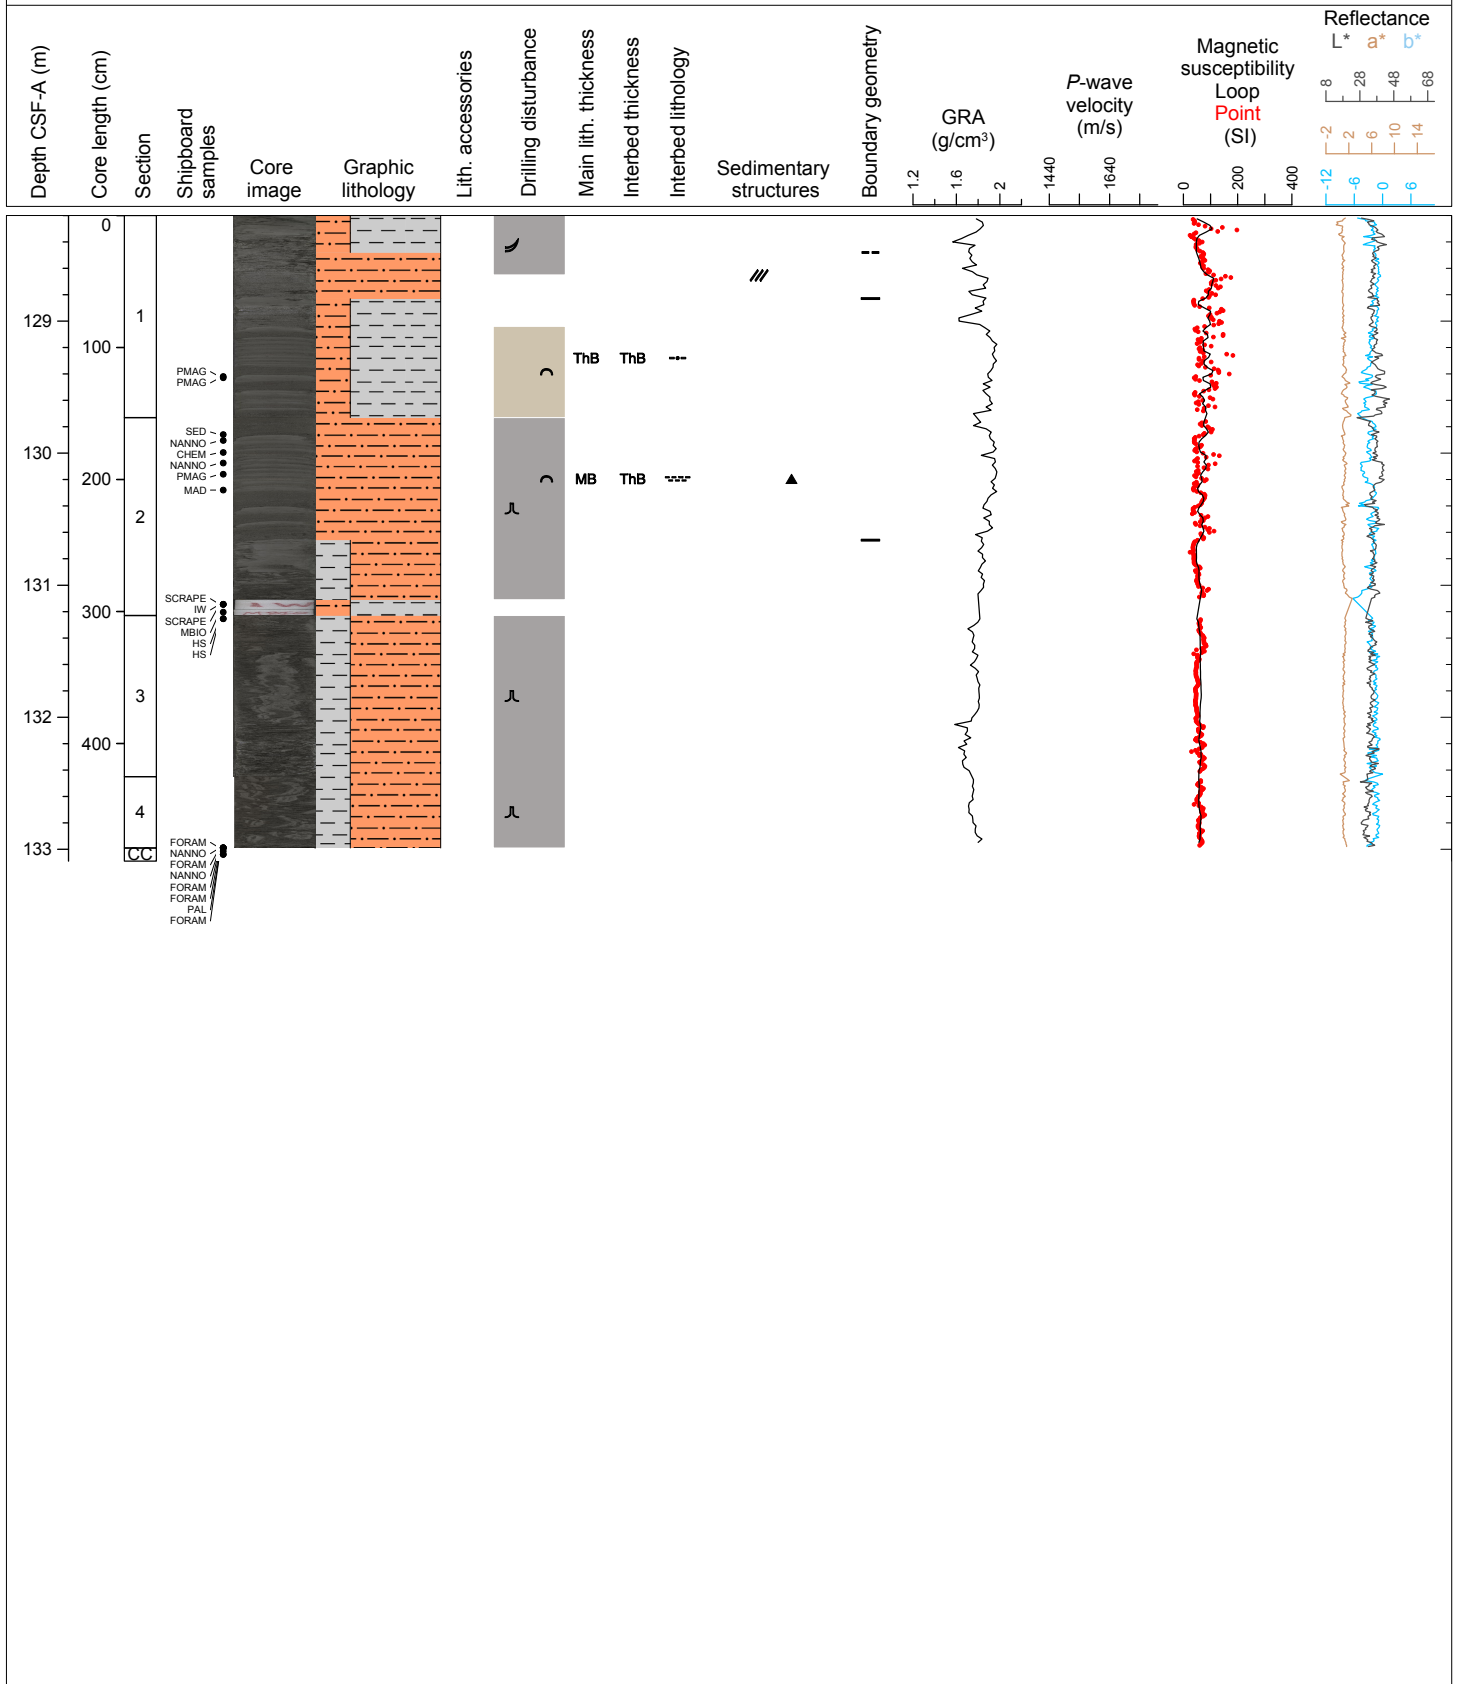 Depth CSF-A (m)
Core length (cm)
Section
Shipboard
samples
Core
image
Graphic
lithology
Lith. accessories
Drilling disturbance
Main lith. thickness
Interbed thickness
Interbed lithology
Sedimentary
structures
Boundary geometry
GRA
(g/cm³)
1.2 1.6 2
P-wave
velocity
(m/s)
1440 1640
Magnetic
susceptibility
Loop
Point
(SI)
0 200 400
Reflectance
L* a* b*
8 28 48 68
-2 2 6 10 14
-12 -6 0 6
0
1
129
100
ThB ThB
PMAG
PMAG
SED
NANNO
130
CHEM
NANNO
PMAG
200
MB ThB
MAD
2
131
SCRAPE
IW
300
SCRAPE
MBIO
HS
HS
3
132
400
4
FORAM
133
NANNO
CC
FORAM
NANNO
FORAM
FORAM
PAL
FORAM